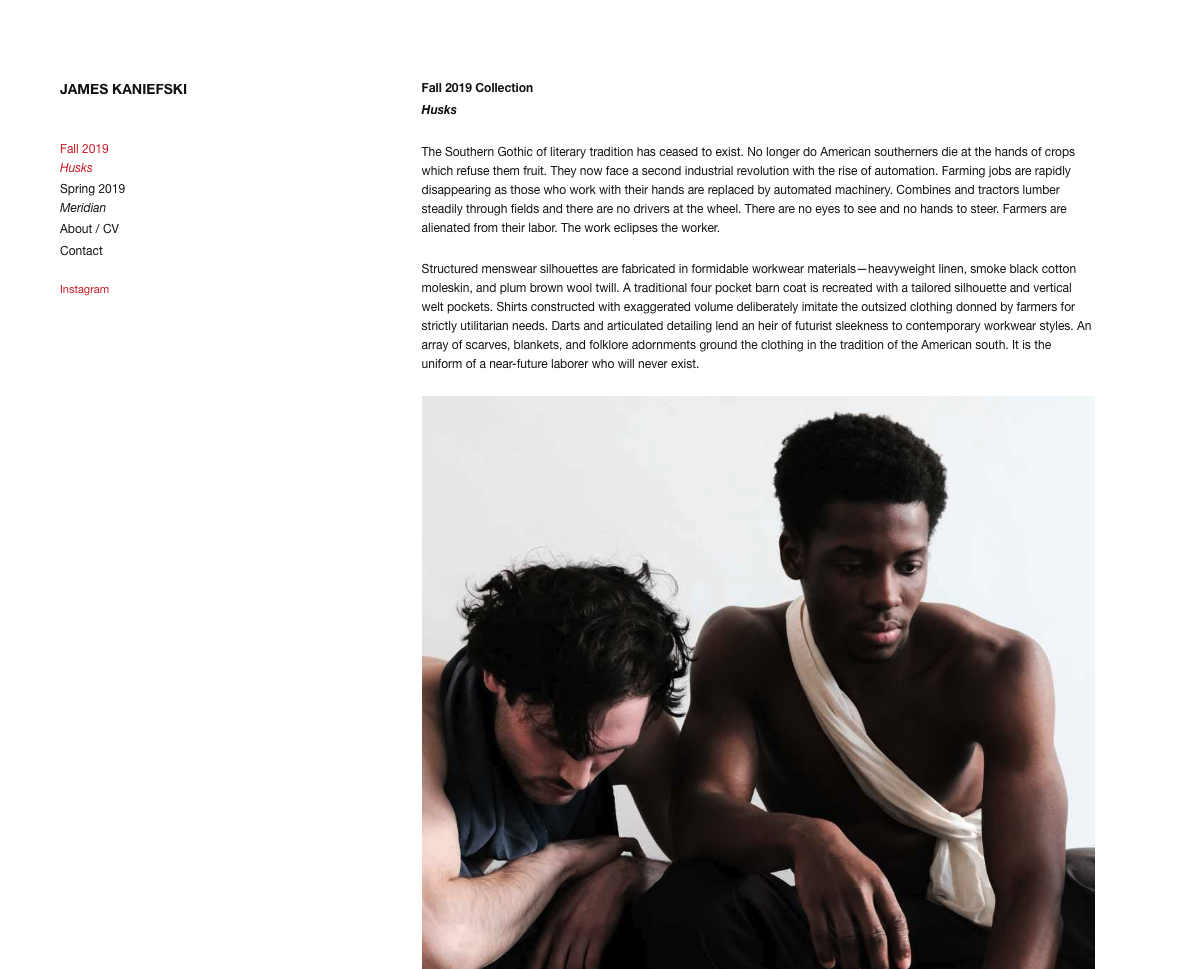 JAMES KANIEFSKI
Fall 2019
Husks
Spring 2019
Meridian
About / CV
Contact
Instagram
Fall 2019 Collection
Husks
The Southern Gothic of literary tradition has ceased to exist. No longer do American southerners die at the hands of crops
which refuse them fruit. They now face a second industrial revolution with the rise of automation. Farming jobs are rapidly
disappearing as those who work with their hands are replaced by automated machinery. Combines and tractors lumber
steadily through fields and there are no drivers at the wheel. There are no eyes to see and no hands to steer. Farmers are
alienated from their labor. The work eclipses the worker.
Structured menswear silhouettes are fabricated in formidable workwear materials—heavyweight linen, smoke black cotton
moleskin, and plum brown wool twill. A traditional four pocket barn coat is recreated with a tailored silhouette and vertical
welt pockets. Shirts constructed with exaggerated volume deliberately imitate the outsized clothing donned by farmers for
strictly utilitarian needs. Darts and articulated detailing lend an heir of futurist sleekness to contemporary workwear styles. An
array of scarves, blankets, and folklore adornments ground the clothing in the tradition of the American south. It is the
uniform of a near-future laborer who will never exist.